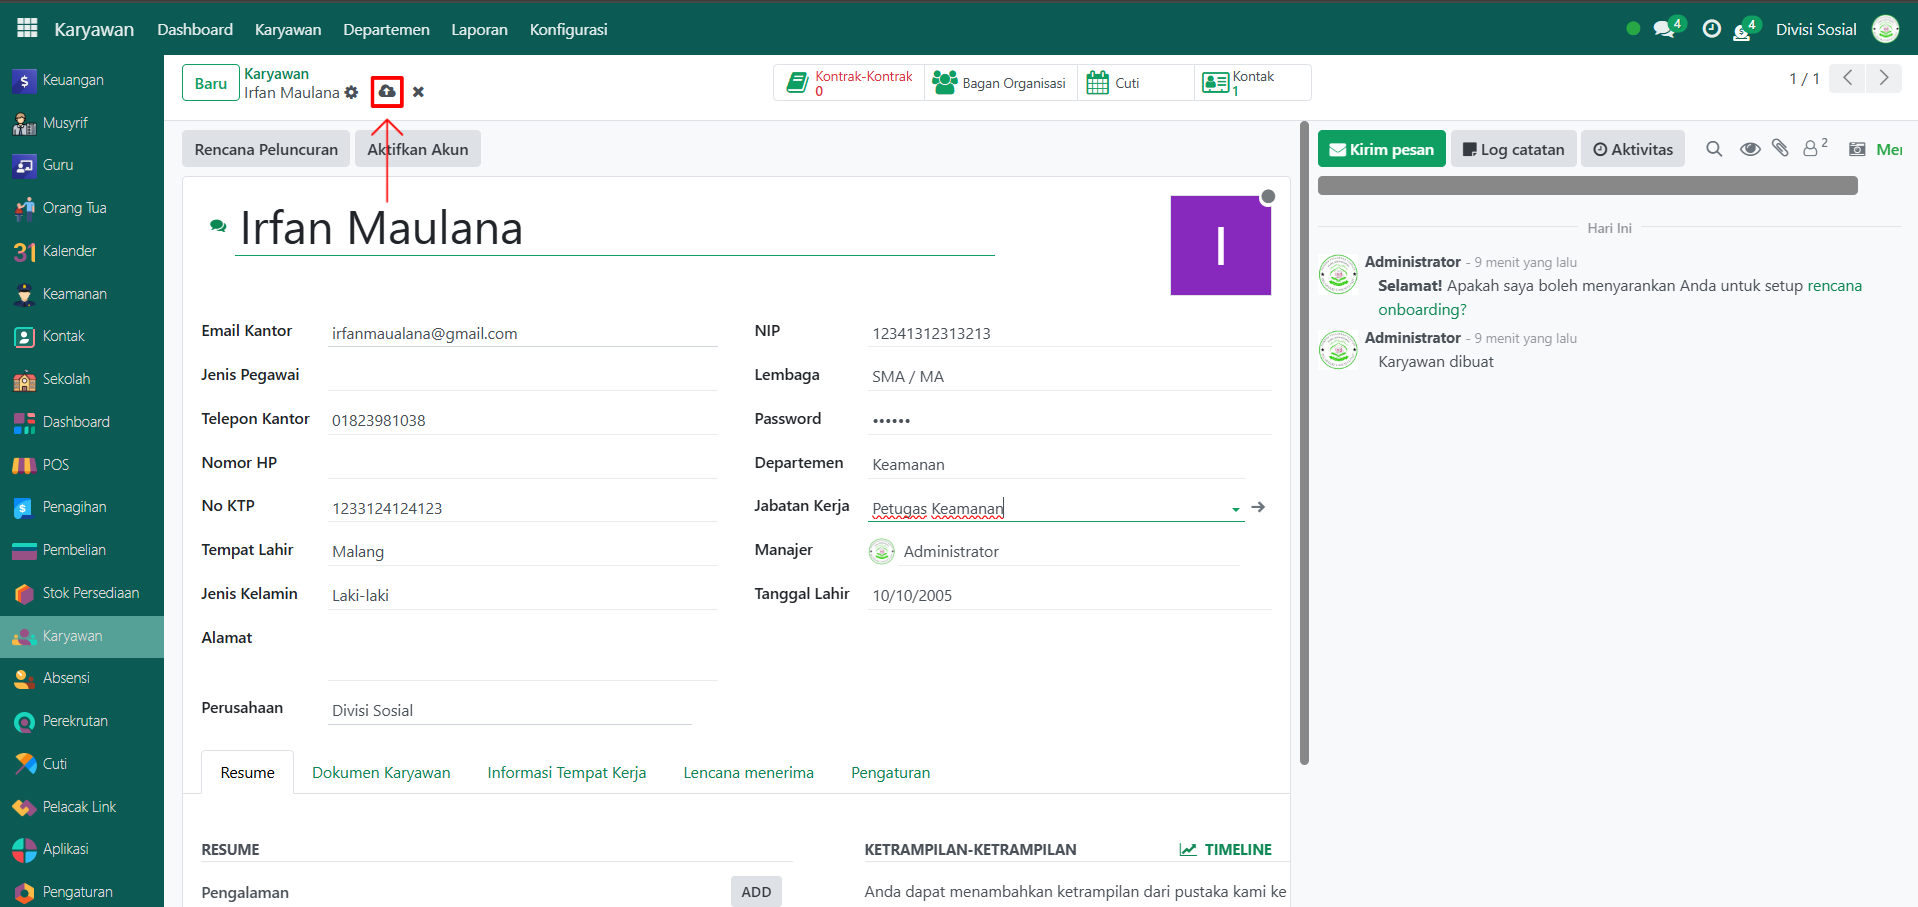 Karyawan Dashboard Karyawan Departemen Laporan Konfigurasi 4 4 Divisi Sosial
Keuangan
Musyrif
Guru
Orang Tua
31 Kalender
Keamanan
Kontak
Sekolah
Dashboard
POS
Penagihan
Pembelian
Stok Persediaan
Karyawan
Absensi
Perekrutan
Cuti
Pelacak Link
Aplikasi
Pengaturan
Baru
Karyawan
Irfan Maulana
Kontrak-Kontrak
0
Bagan Organisasi
Cuti
Kontak
1
1 / 1
Rencana Peluncuran
Aktifkan Akun
Irfan Maulana
I
Email Kantor irfanmaualana@gmail.com
Jenis Pegawai
Telepon Kantor 01823981038
Nomor HP
No KTP 1233124124123
Tempat Lahir Malang
Jenis Kelamin Laki-laki
Alamat
Perusahaan Divisi Sosial
NIP 12341312313213
Lembaga SMA / MA
Password ••••••
Departemen Keamanan
Jabatan Kerja Petugas Keamanan
Manajer Administrator
Tanggal Lahir 10/10/2005
Resume Dokumen Karyawan Informasi Tempat Kerja Lencana menerima Pengaturan
RESUME
Pengalaman ADD
KETRAMPILAN-KETRAMPILAN TIMELINE
Anda dapat menambahkan ketrampilan dari pustaka kami ke
Kirim pesan Log catatan Aktivitas 2 Mer
Hari Ini
Administrator - 9 menit yang lalu
Selamat! Apakah saya boleh menyarankan Anda untuk setup rencana
onboarding?
Administrator - 9 menit yang lalu
Karyawan dibuat